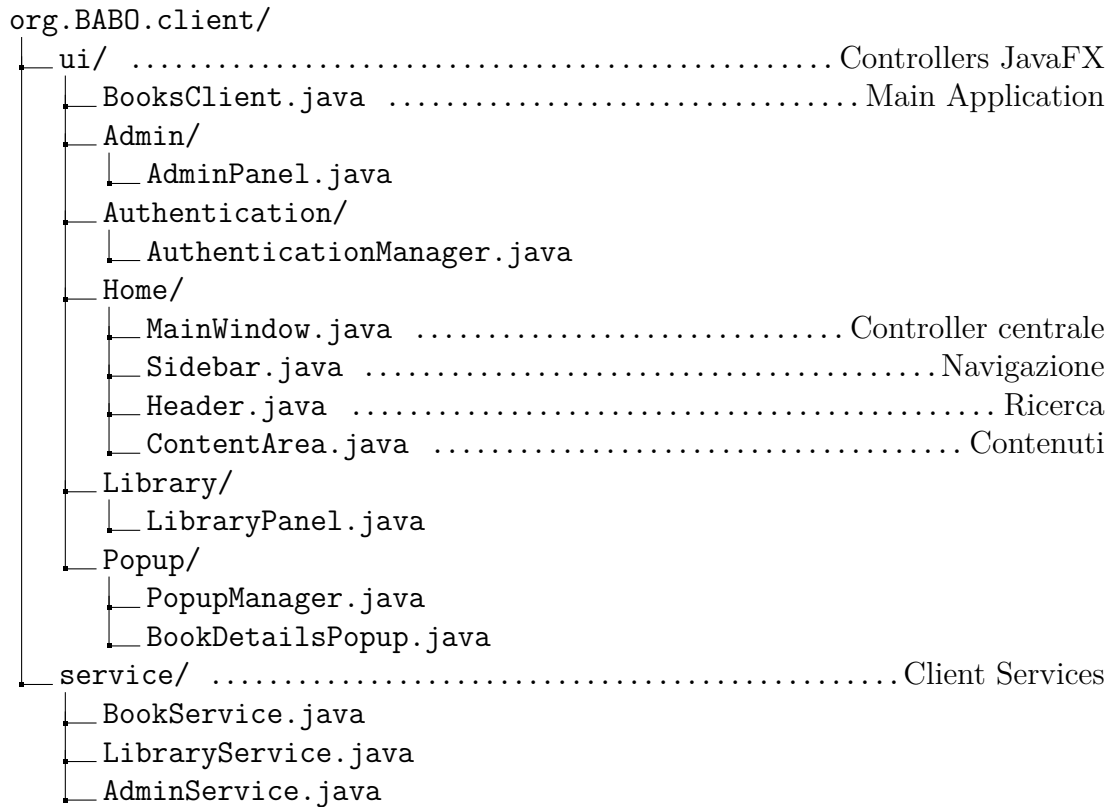 org.BABO.client/
ui/ ................................................ Controllers JavaFX
BooksClient.java ................................ Main Application
Admin/
AdminPanel.java
Authentication/
AuthenticationManager.java
Home/
MainWindow.java ............................. Controller centrale
Sidebar.java ....................................... Navigazione
Header.java ............................................ Ricerca
ContentArea.java .................................... Contenuti
Library/
LibraryPanel.java
Popup/
PopupManager.java
BookDetailsPopup.java
service/ ............................................... Client Services
BookService.java
LibraryService.java
AdminService.java